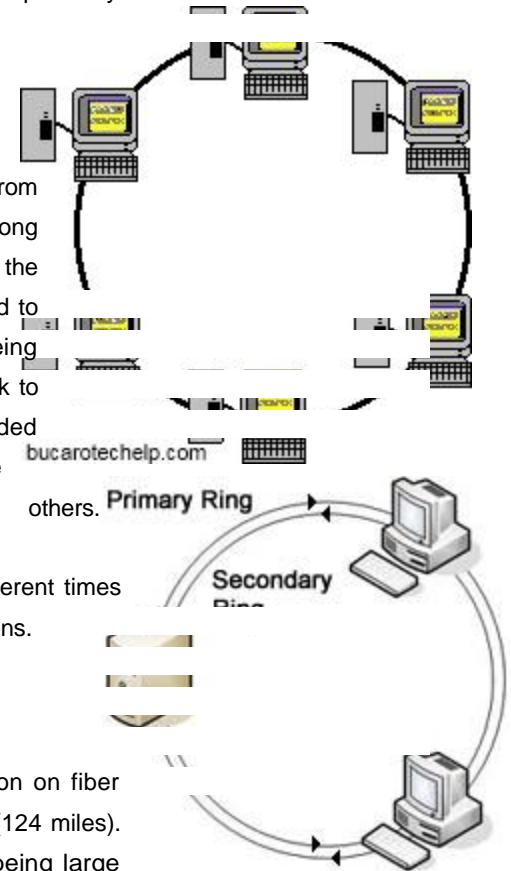 rom
ong
the
d to
eing
k to
ded
bucarotechelp.com
others.
Primary Ring
Secondary
erent times
ns.
on on fiber
(124 miles).
being large